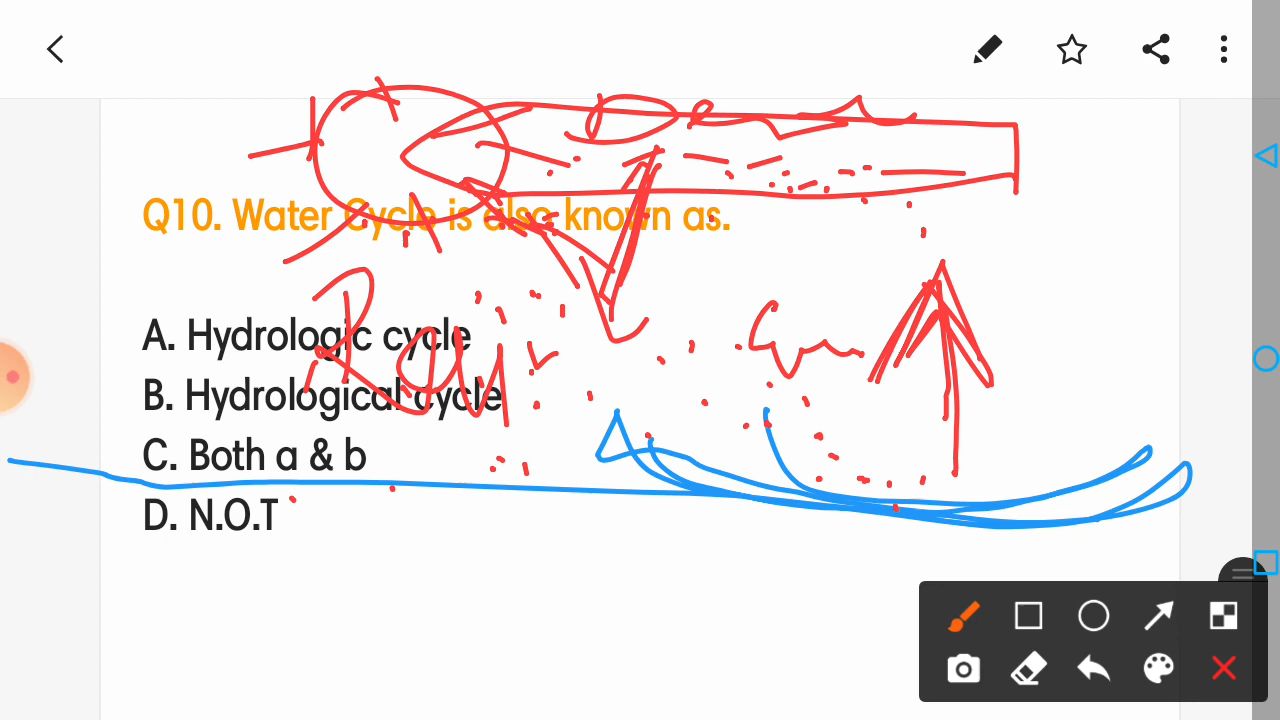 Q10. Water Cycle is also known as.
A. Hydrologic cycle
B. Hydrological cycle
C. Both a & b
D. N.O.T